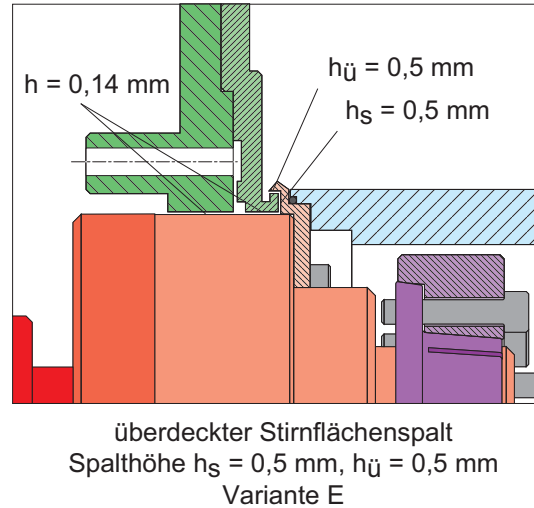 h = 0,14 mm
hü = 0,5 mm
hs = 0,5 mm
überdeckter Stirnflächenspalt
Spalthöhe hs = 0,5 mm, hü = 0,5 mm
Variante E